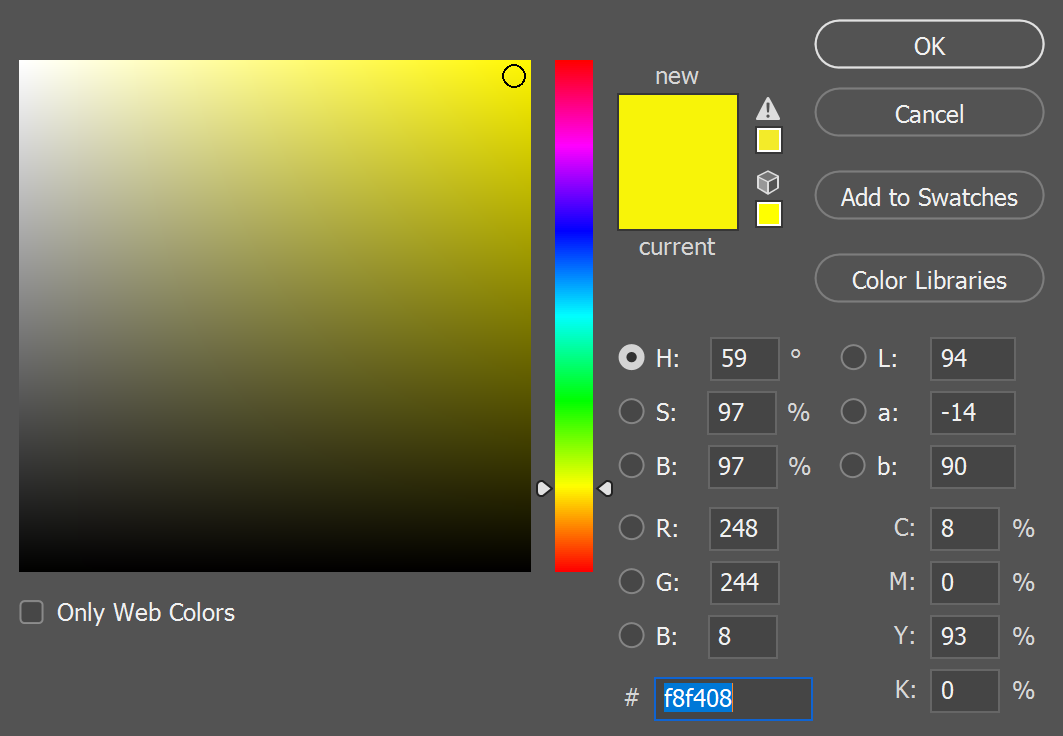 OK
new
Cancel
Add to Swatches
current
Color Libraries
H: 59 ° L: 94
S: 97 % a: -14
B: 97 % b: 90
R: 248 C: 8 %
G: 244 M: 0 %
Only Web Colors
B: 8 Y: 93 %
# f8f408 K: 0 %